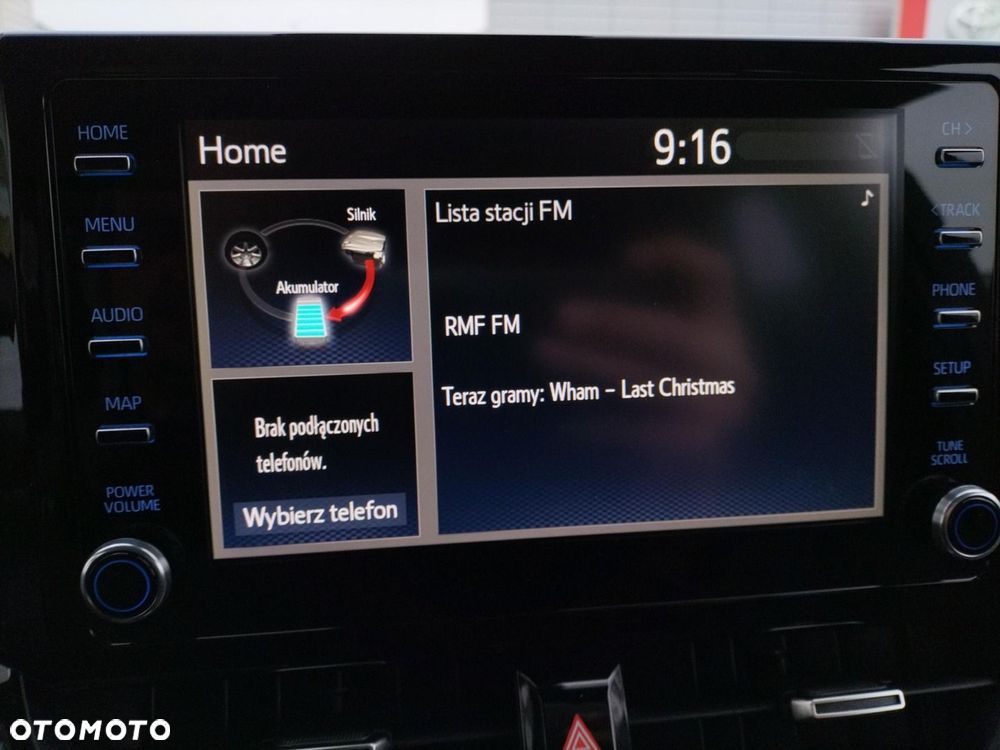 HOME
MENU
AUDIO
MAP
POWER
VOLUME
Home
9:16
Silnik
Akumulator
Brak podłączonych
telefonów.
Wybierz telefon
Lista stacji FM
RMF FM
Teraz gramy: Wham – Last Christmas
CH >
< TRACK
PHONE
SETUP
TUNE
SCROLL
OTOMOTO